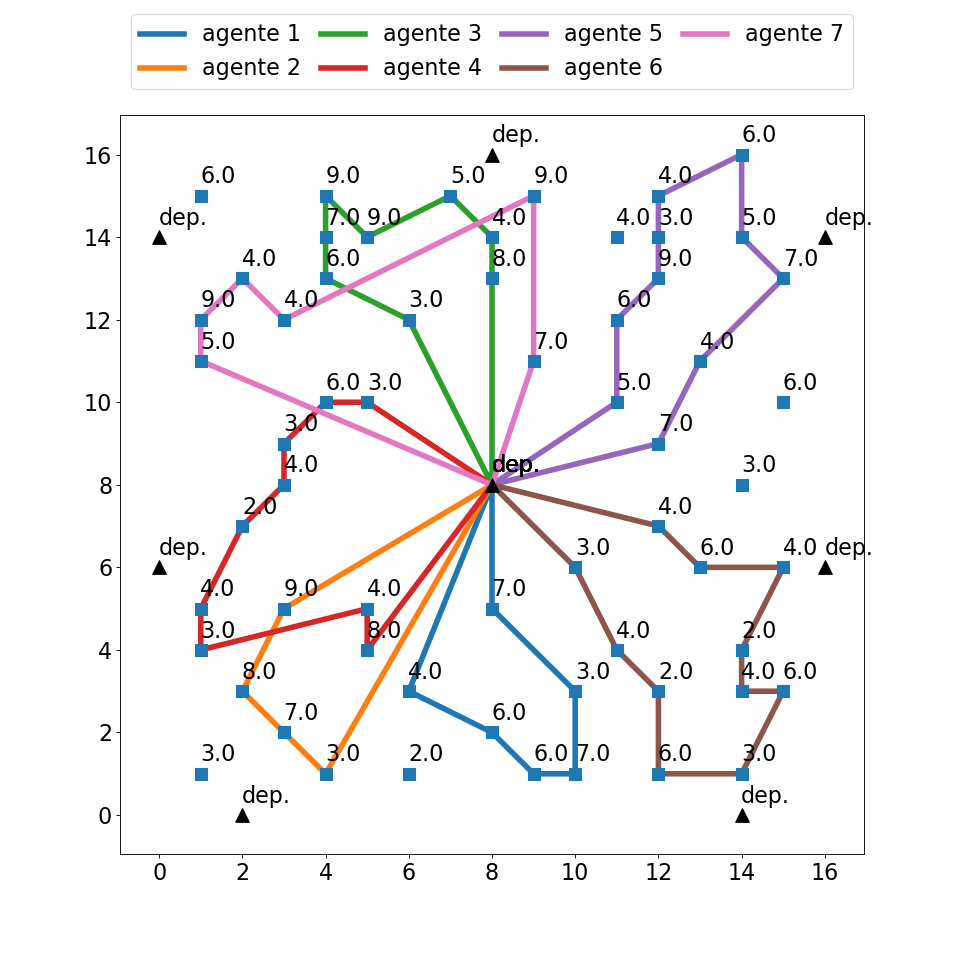 agente 1 agente 3 agente 5 agente 7
agente 2 agente 4 agente 6
6.0
dep.
16
6.0 9.0 5.0 9.0 4.0
dep. 7.0 9.0 4.0 4.0 3.0 5.0 dep.
14
4.0 6.0 8.0 9.0 7.0
9.0 4.0 3.0 6.0
12
5.0 7.0 4.0
6.0 3.0 5.0 6.0
10
3.0 7.0
4.0 dep. 3.0
8
2.0 4.0
dep. 3.0 6.0 4.0 dep.
6
4.0 9.0 4.0 7.0
3.0 8.0 4.0 2.0
4
8.0 4.0 3.0 2.0 4.0 6.0
7.0 6.0
2
3.0 3.0 2.0 6.0 7.0 6.0 3.0
dep. dep.
0
0 2 4 6 8 10 12 14 16